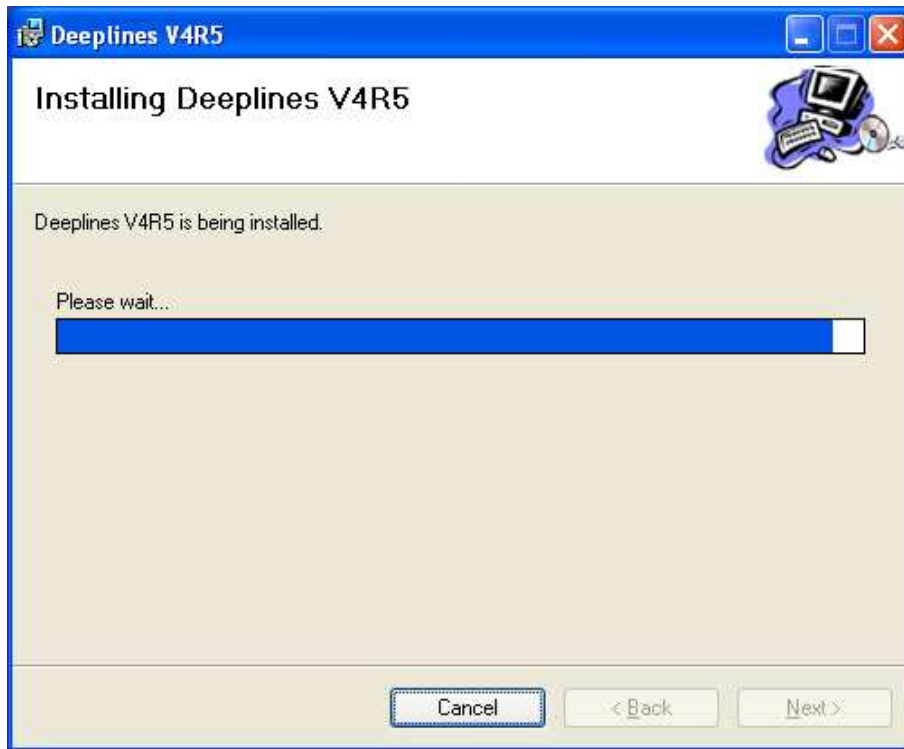 Deeplines V4R5
Installing Deeplines V4R5
Deeplines V4R5 is being installed.
Please wait...
Cancel
< Back
Next >